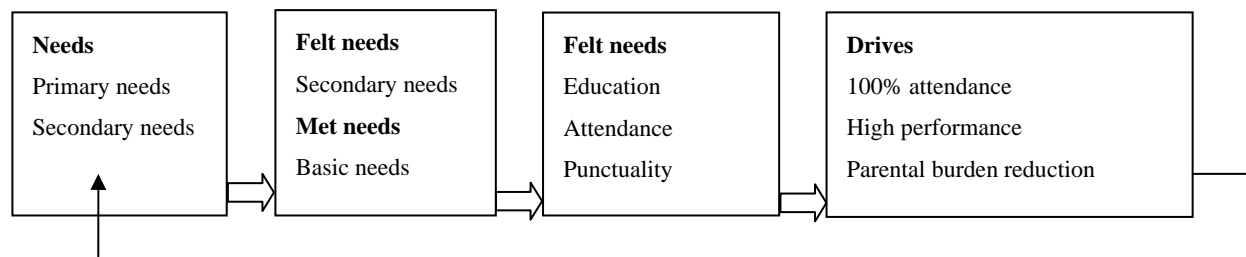 Needs
Primary needs
Secondary needs
Felt needs
Secondary needs
Met needs
Basic needs
Felt needs
Education
Attendance
Punctuality
Drives
100% attendance
High performance
Parental burden reduction